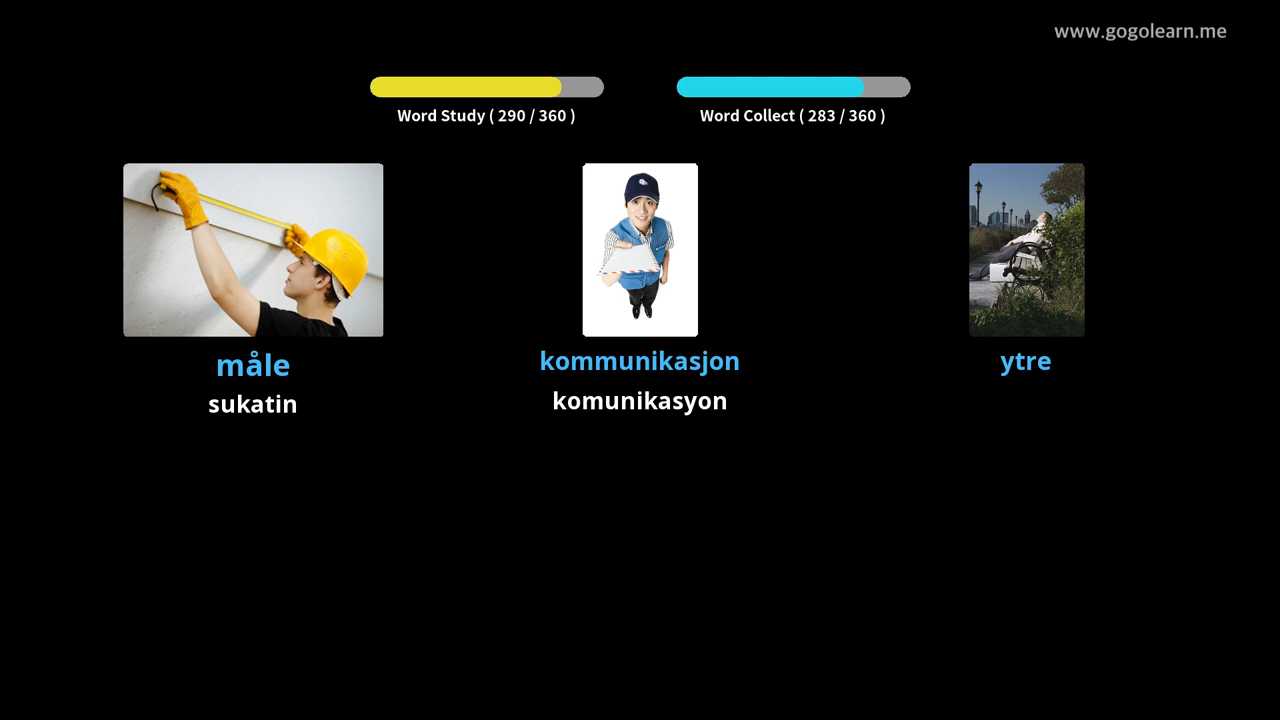 www.gogolearn.me
Word Study ( 290 / 360 )
Word Collect ( 283 / 360 )
måle
sukatin
kommunikasjon
komunikasyon
ytre